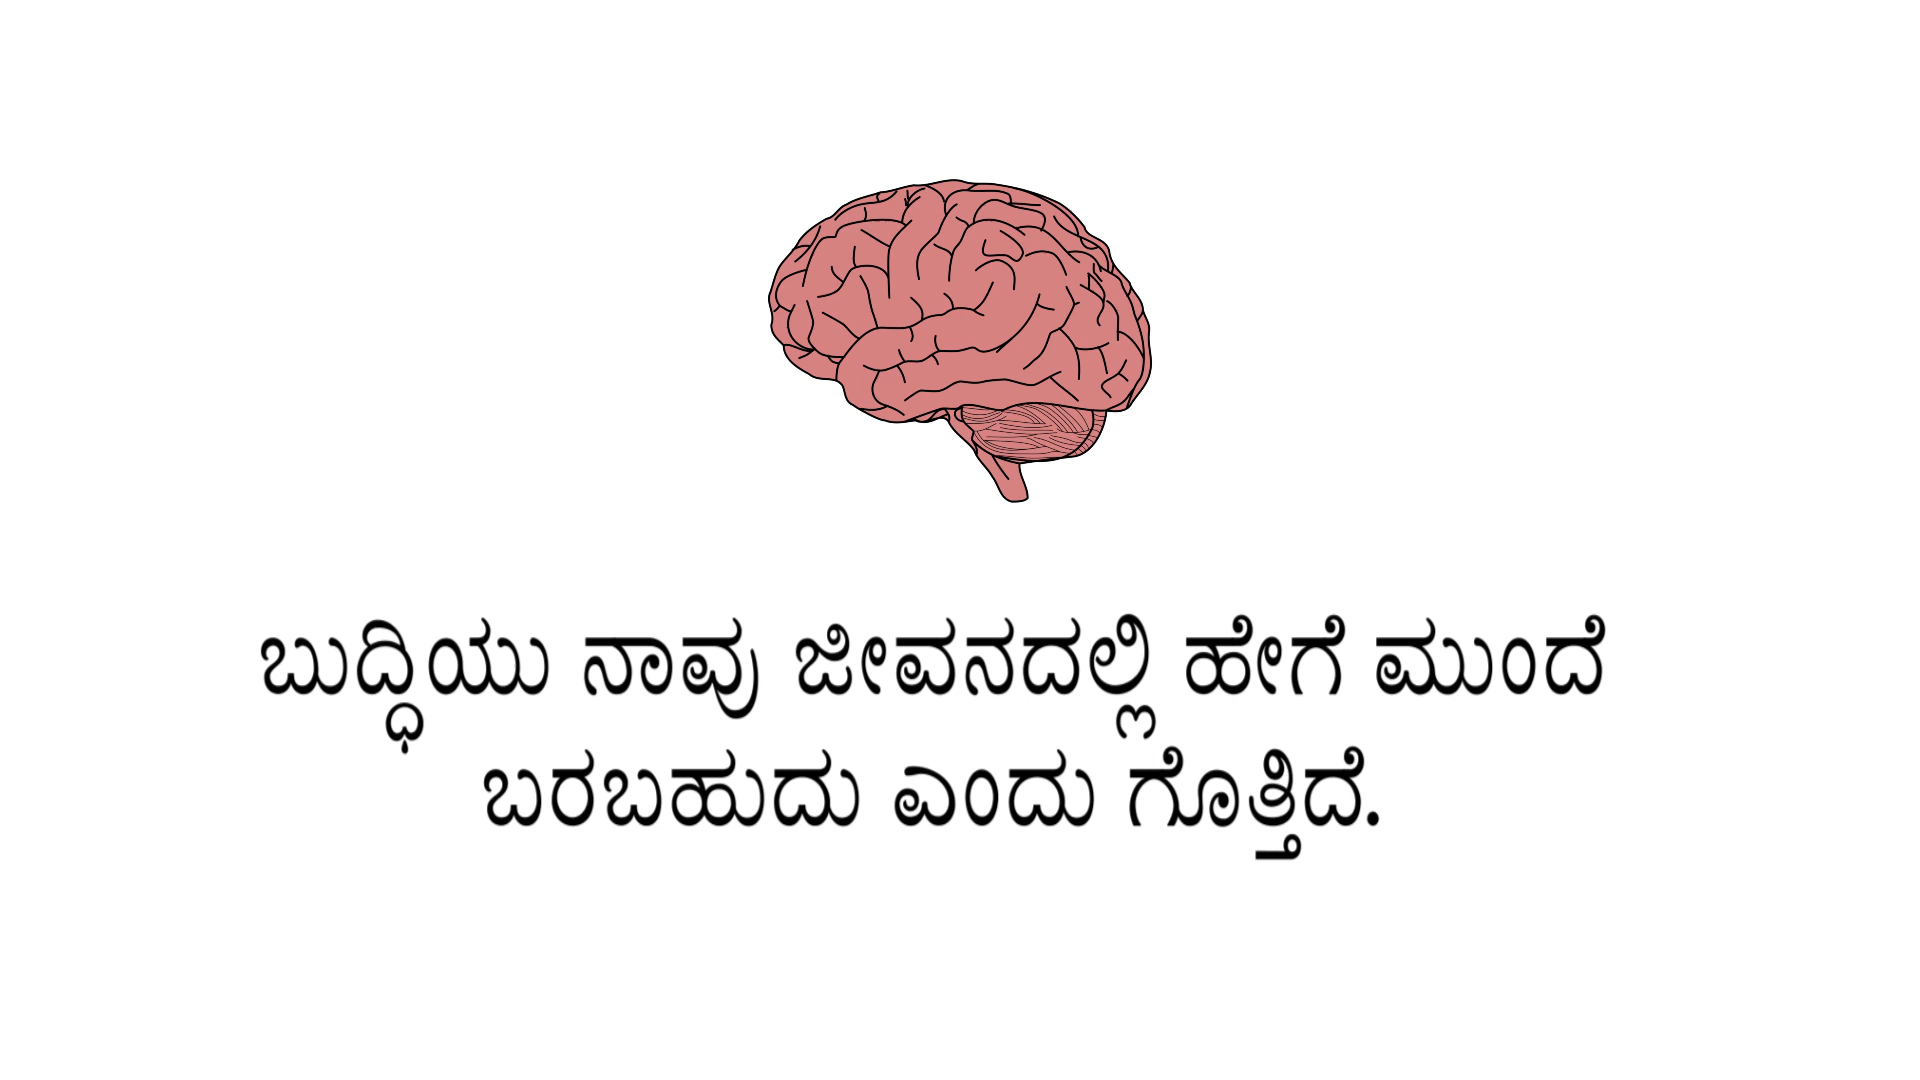 ಬುದ್ಧಿಯು ನಾವು ಜೀವನದಲ್ಲಿ ಹೇಗೆ ಮುಂದೆ
ಬರಬಹುದು ಎಂದು ಗೊತ್ತಿದೆ.